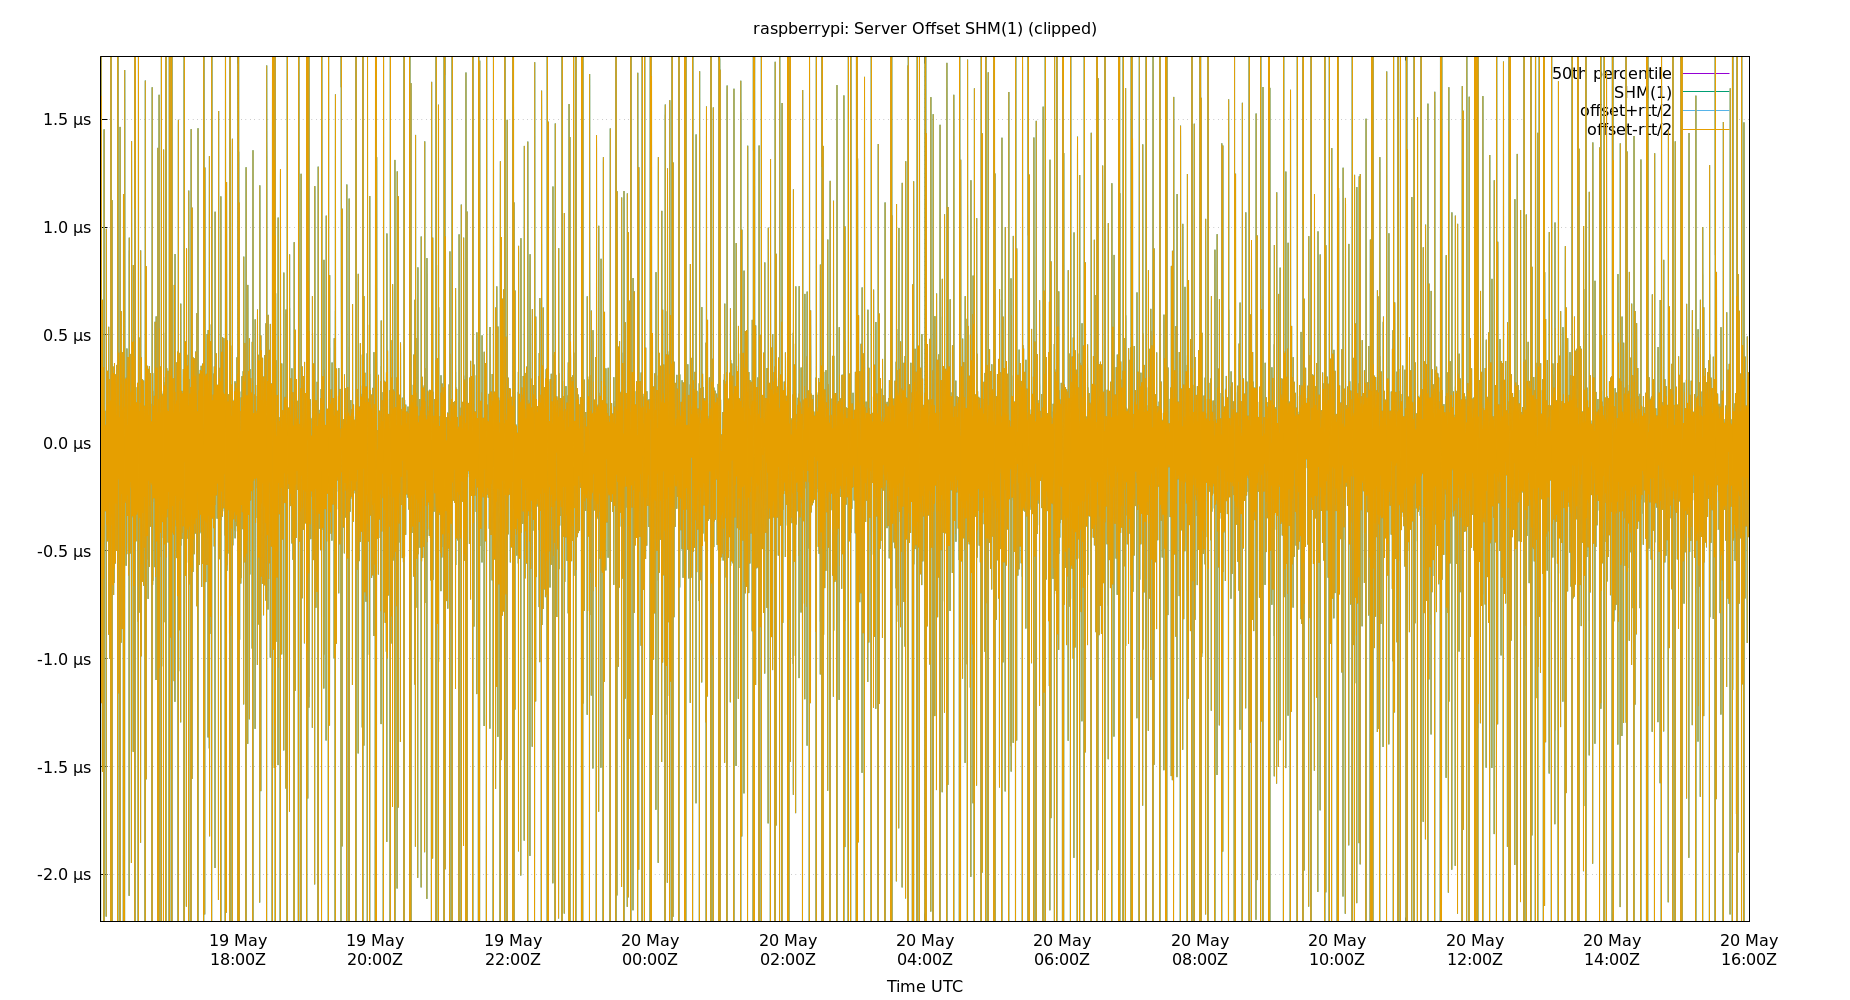 raspberrypi: Server Offset SHM(1) (clipped)
50th percentile
SHM(1)
offset+rtt/2
offset-rtt/2
1.5 µs
1.0 µs
0.5 µs
0.0 µs
-0.5 µs
-1.0 µs
-1.5 µs
-2.0 µs
19 May 19 May 19 May 20 May 20 May 20 May 20 May 20 May 20 May 20 May 20 May 20 May
18:00Z 20:00Z 22:00Z 00:00Z 02:00Z 04:00Z 06:00Z 08:00Z 10:00Z 12:00Z 14:00Z 16:00Z
Time UTC